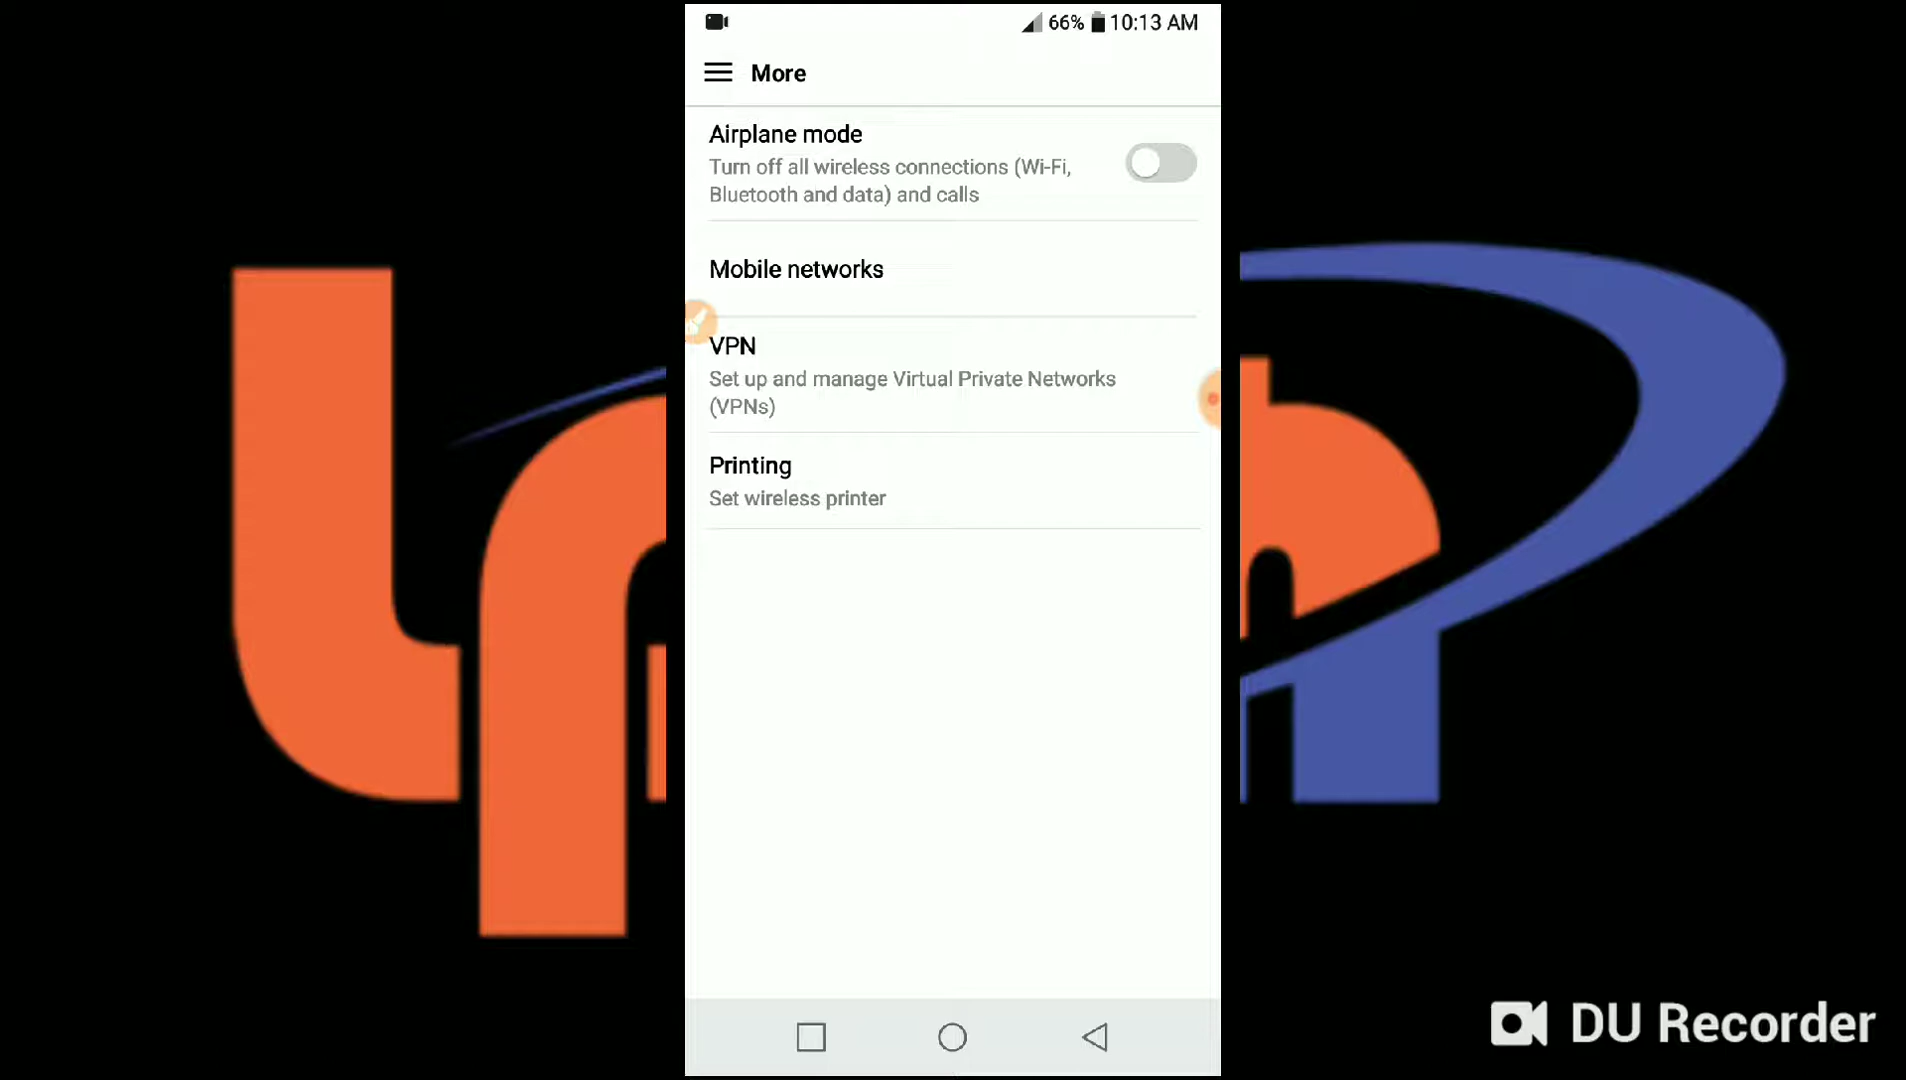 66% 10:13 AM
More
Airplane mode
Turn off all wireless connections (Wi-Fi,
Bluetooth and data) and calls
Mobile networks
VPN
Set up and manage Virtual Private Networks
(VPNs)
Printing
Set wireless printer
DU Recorder